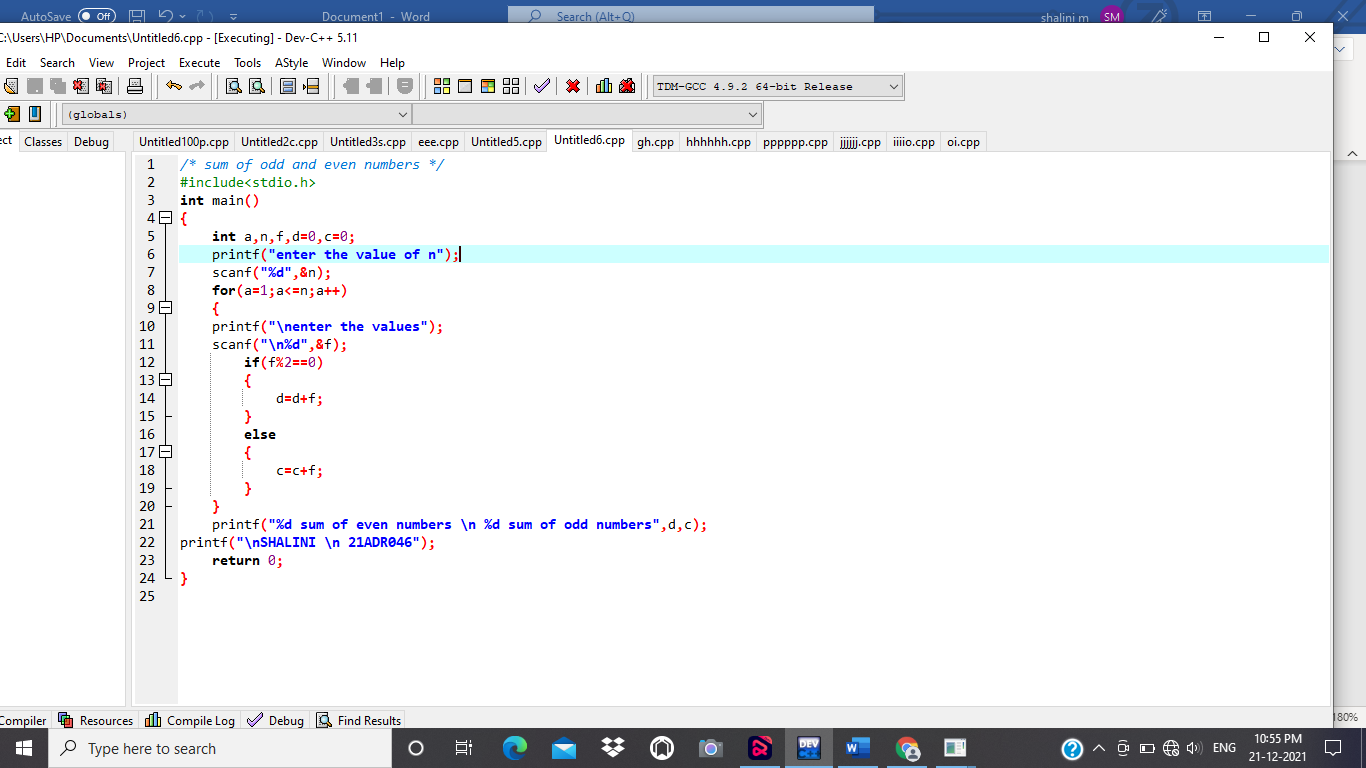 AutoSave Off Document1 - Word Search (Alt+Q) shalini m SM
C:\Users\HP\Documents\Untitled6.cpp - [Executing] - Dev-C++ 5.11
Edit Search View Project Execute Tools AStyle Window Help
TDM-GCC 4.9.2 64-bit Release
(globals)
ect Classes Debug Untitled100p.cpp Untitled2c.cpp Untitled3s.cpp eee.cpp Untitled5.cpp Untitled6.cpp gh.cpp hhhhhh.cpp pppppp.cpp jjjjjj.cpp iiiio.cpp oi.cpp
1 /* sum of odd and even numbers */
2 #include<stdio.h>
3 int main()
4 {
5 int a,n,f,d=0,c=0;
6 printf("enter the value of n");
7 scanf("%d",&n);
8 for(a=1;a<=n;a++)
9 {
10 printf("\nenter the values");
11 scanf("\n%d",&f);
12 if(f%2==0)
13 {
14 d=d+f;
15 }
16 else
17 {
18 c=c+f;
19 }
20 }
21 printf("%d sum of even numbers \n %d sum of odd numbers",d,c);
22 printf("\nSHALINI \n 21ADR046");
23 return 0;
24 }
25
Compiler Resources Compile Log Debug Find Results
180%
Type here to search DEV ENG 10:55 PM
21-12-2021